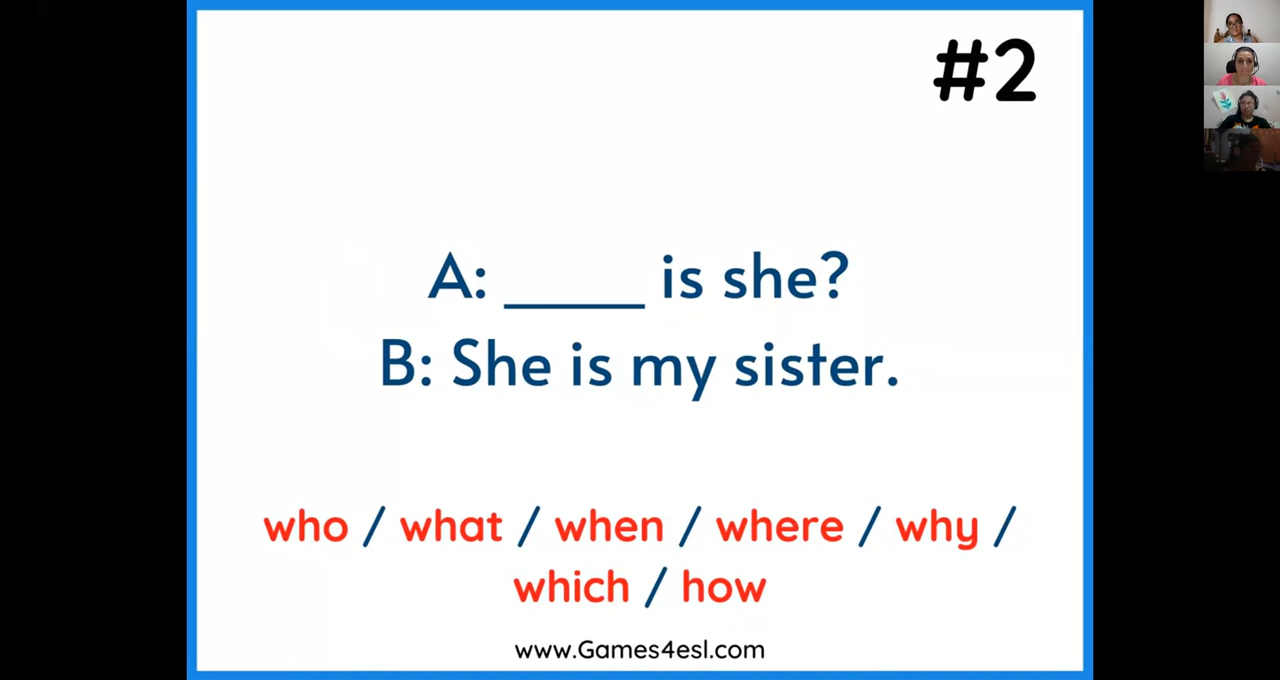 #2
A: _____ is she?
B: She is my sister.
who / what / when / where / why /
which / how
www.Games4esl.com